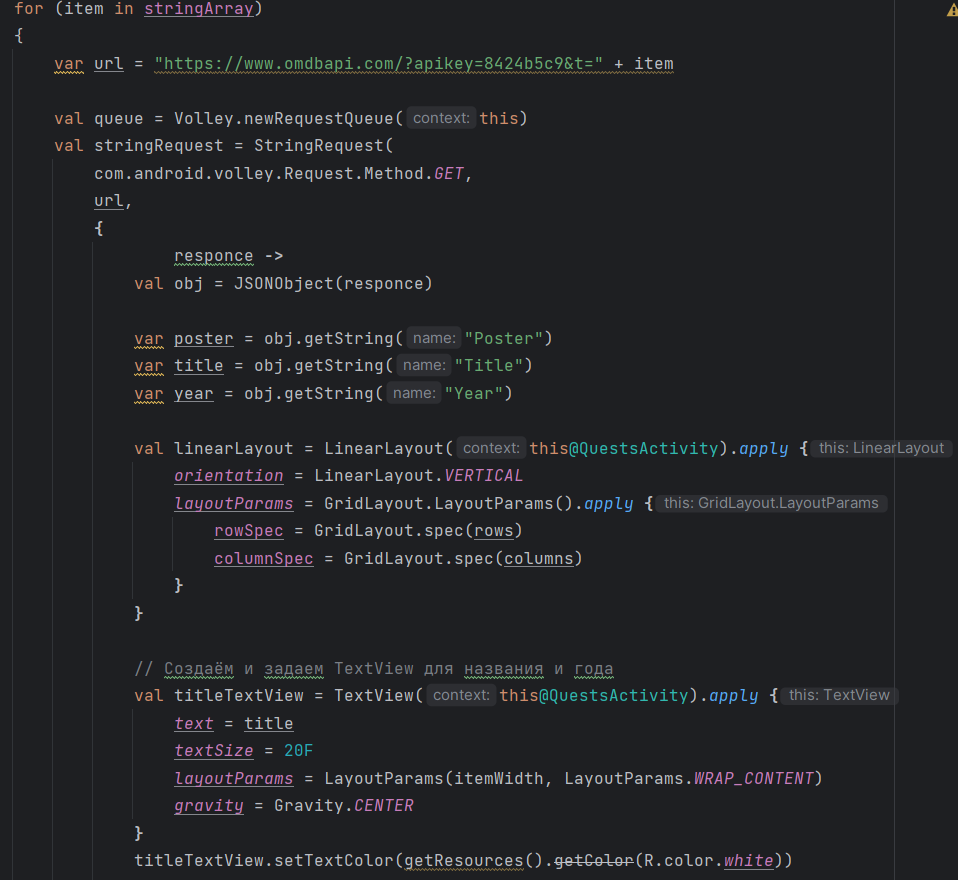 for (item in stringArray)
{
var url = "https://www.omdbapi.com/?apikey=8424b5c9&t=" + item
val queue = Volley.newRequestQueue( context: this)
val stringRequest = StringRequest(
com.android.volley.Request.Method.GET,
url,
{
responce ->
val obj = JSONObject(responce)
var poster = obj.getString( name: "Poster")
var title = obj.getString( name: "Title")
var year = obj.getString( name: "Year")
val linearLayout = LinearLayout( context: this@QuestsActivity).apply { this: LinearLayout
orientation = LinearLayout.VERTICAL
layoutParams = GridLayout.LayoutParams().apply { this: GridLayout.LayoutParams
rowSpec = GridLayout.spec(rows)
columnSpec = GridLayout.spec(columns)
}
}
// Создаём и задаем TextView для названия и года
val titleTextView = TextView( context: this@QuestsActivity).apply { this: TextView
text = title
textSize = 20F
layoutParams = LayoutParams(itemWidth, LayoutParams.WRAP_CONTENT)
gravity = Gravity.CENTER
}
titleTextView.setTextColor(getResources().getColor(R.color.white))